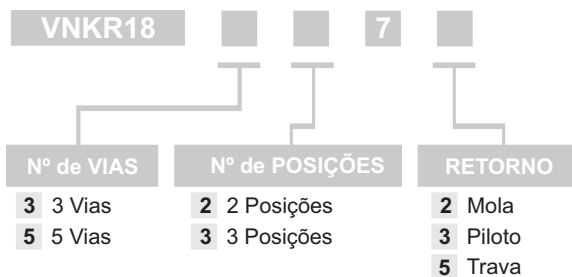 VNKR18 7
Nº de VIAS
3 3 Vias
5 5 Vias
Nº de POSIÇÕES
2 2 Posições
3 3 Posições
RETORNO
2 Mola
3 Piloto
5 Trava